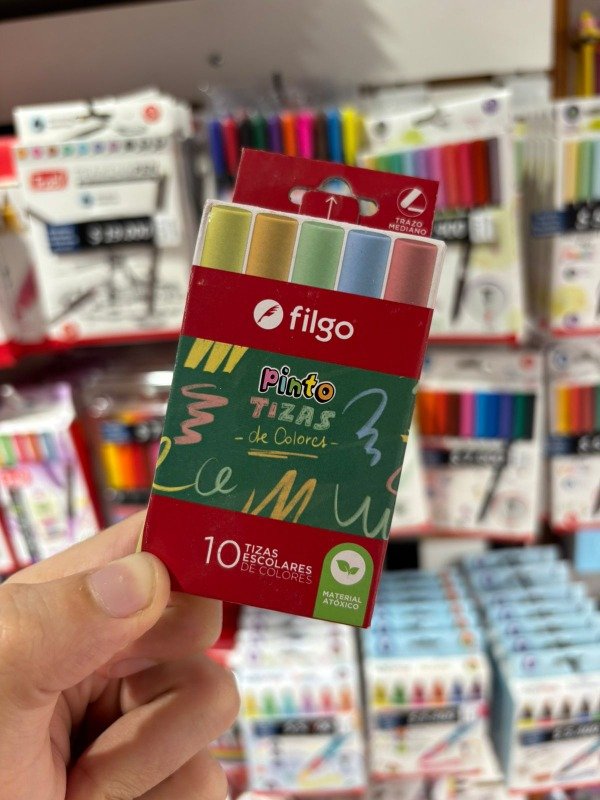 TRAZO
MEDIANO
filgo
Pinto
TIZAS
- de Colores -
10 TIZAS
ESCOLARES
DE COLORES
MATERIAL
ATÓXICO